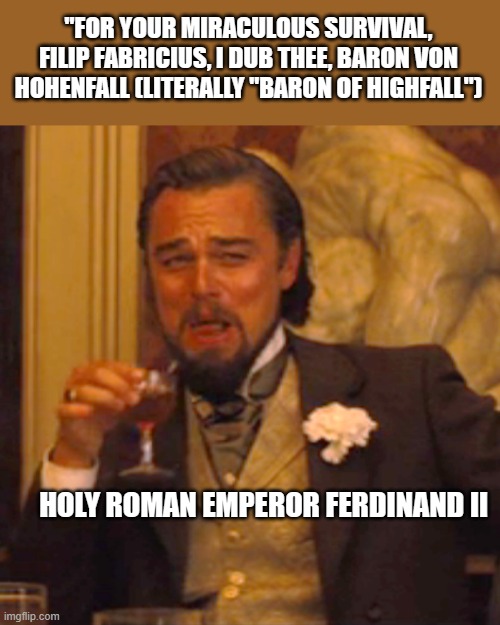 "FOR YOUR MIRACULOUS SURVIVAL,
FILIP FABRICIUS, I DUB THEE, BARON VON
HOHENFALL (LITERALLY "BARON OF HIGHFALL")
HOLY ROMAN EMPEROR FERDINAND II
imgflip.com